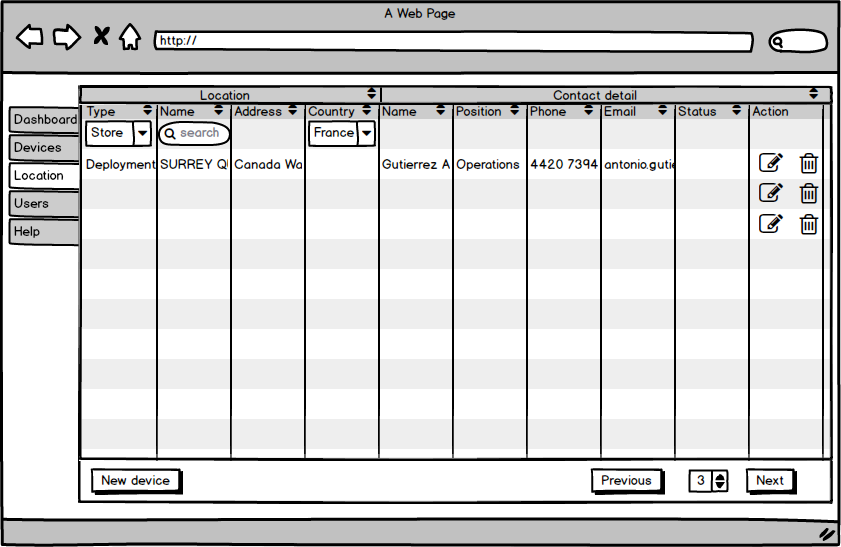 A Web Page
http://
Location Contact detail
Type Name Address Country Name Position Phone Email Status Action
Store search France
Deployment SURREY Canada Wa Gutierrez A Operations 4420 7394 antonio.gutie
Dashboard
Devices
Location
Users
Help
New device Previous 3 Next